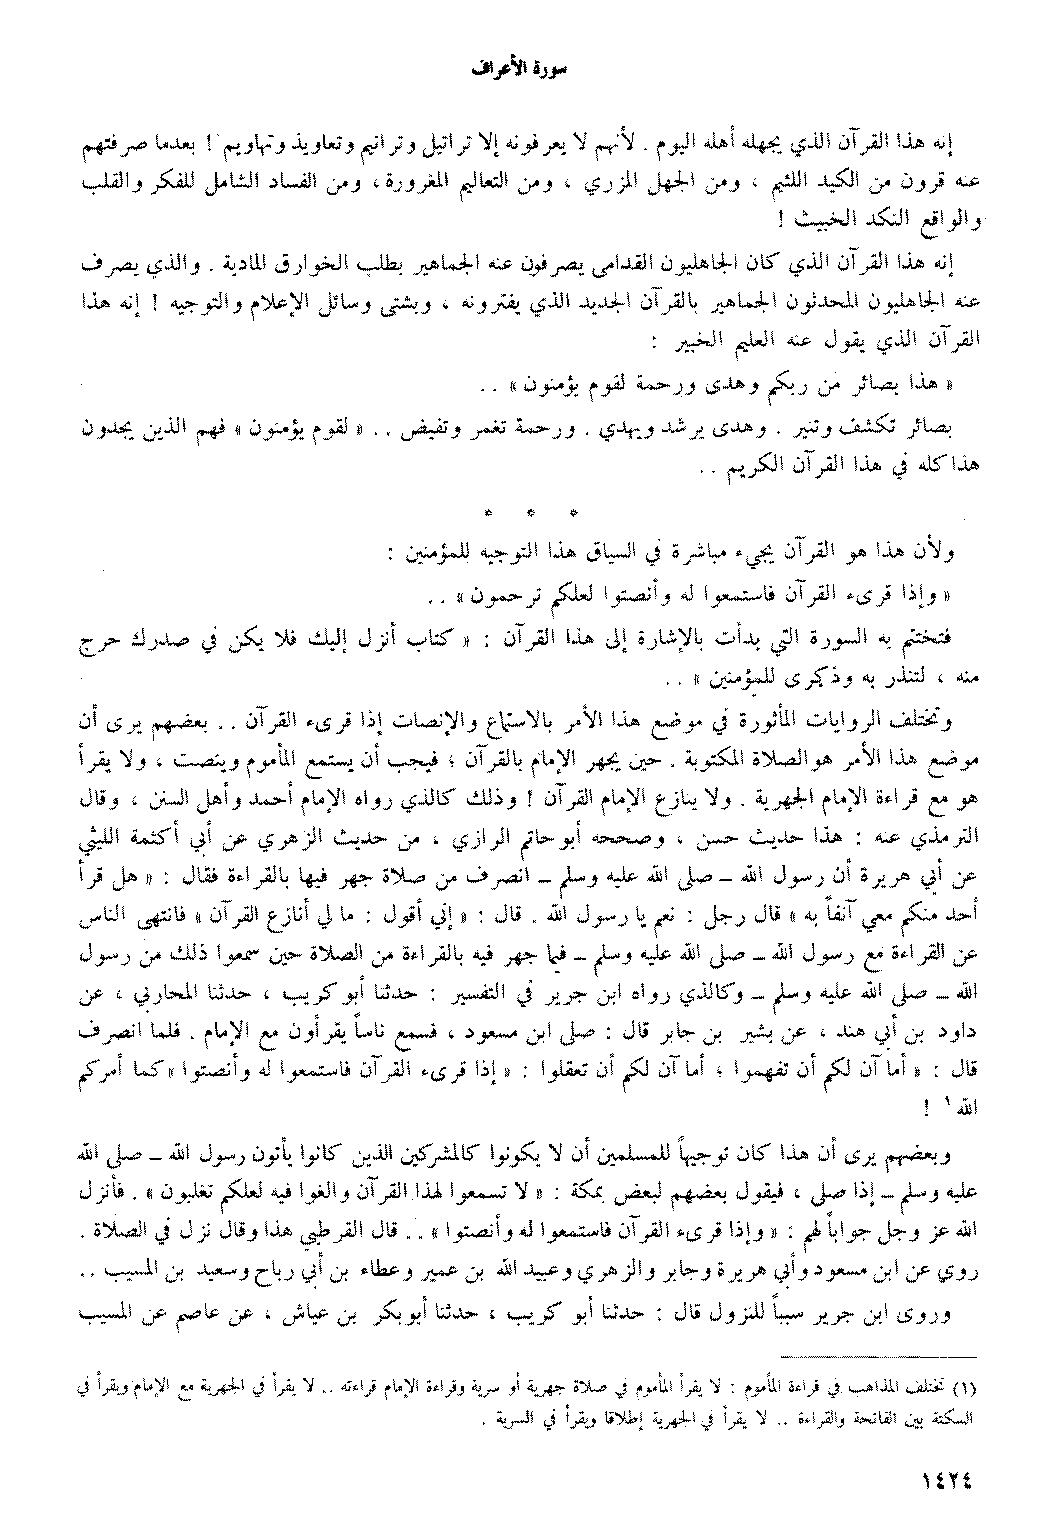 سورة الأعراف
إنه هذا القرآن الذي يجهله أهله اليوم . لأنهم لا يعرفونه إلا تراتيل وترانيم وتعاويذ وتهاويم ! بعدما صرفتهم
عنه قرون من الكيد اللئيم ، ومن الجهل المزري ، ومن التعاليم المغرورة ، ومن الفساد الشامل للفكر والقلب
والواقع النكد الخبيث !
إنه هذا القرآن الذي كان الجاهليون القدامى يصرفون عنه الجماهير بطلب الخوارق المادية . والذي يصرف
عنه الجاهليون المحدثون الجماهير بالقرآن الجديد الذي يفترونه ، وبشتى وسائل الإعلام والتوجيه ! إنه هذا
القرآن الذي يقول عنه العليم الخبير :
« هذا بصائر من ربكم وهدى ورحمة لقوم يؤمنون » . .
بصائر تكشف وتنير . وهدى يرشد ويهدي . ورحمة تغمر وتفيض . . « لقوم يؤمنون » فهم الذين يجدون
هذا كله في هذا القرآن الكريم . .
* * *
ولأن هذا هو القرآن يجيء مباشرة في السياق هذا التوجيه للمؤمنين :
« وإذا قرىء القرآن فاستمعوا له وأنصتوا لعلكم ترحمون » . .
فتختتم به السورة التي بدأت بالإشارة إلى هذا القرآن : « كتاب أنزل إليك فلا يكن في صدرك حرج
منه ، لتنذر به وذكرى للمؤمنين » . .
وتختلف الروايات المأثورة في موضع هذا الأمر بالاستماع والإنصات إذا قرىء القرآن . . بعضهم يرى أن
موضع هذا الأمر هو الصلاة المكتوبة . حين يجهر الإمام بالقرآن ؛ فيجب أن يستمع المأموم وينصت ، ولا يقرأ
هو مع قراءة الإمام الجهرية . ولا ينازع الإمام القرآن ! وذلك كالذي رواه الإمام أحمد وأهل السنن ، وقال
الترمذي عنه : هذا حديث حسن ، وصححه أبو حاتم الرازي ، من حديث الزهري عن أبي أكثمة الليثي
عن أبي هريرة أن رسول الله – صلى الله عليه وسلم – انصرف من صلاة جهر فيها بالقراءة فقال : « هل قرأ
أحد منكم معي آنفاً به » قال رجل : نعم يا رسول الله . قال : « إني أقول : ما لي أنازع القرآن » فانتهى الناس
عن القراءة مع رسول الله – صلى الله عليه وسلم – فيما جهر فيه بالقراءة من الصلاة حين سمعوا ذلك من رسول
الله – صلى الله عليه وسلم – وكالذي رواه ابن جرير في التفسير : حدثنا أبو كريب ، حدثنا المحاربي ، عن
داود بن أبي هند ، عن بشير بن جابر قال : صلى ابن مسعود ، فسمع ناساً يقرأون مع الإمام . فلما انصرف
قال : « أما آن لكم أن تفهموا ؛ أما آن لكم أن تعقلوا : « إذا قرىء القرآن فاستمعوا له وأنصتوا » كما أمركم
الله ١ !
وبعضهم يرى أن هذا كان توجيهاً للمسلمين أن لا يكونوا كالمشركين الذين كانوا يأتون رسول الله – صلى الله
عليه وسلم – إذا صلى ، فيقول بعضهم لبعض بمكة : « لا تسمعوا لهذا القرآن والغوا فيه لعلكم تغلبون » . فأنزل
الله عز وجل جواباً لهم : « وإذا قرىء القرآن فاستمعوا له وأنصتوا » . . قال القرطبي هذا وقال نزل في الصلاة .
روي عن ابن مسعود وأبي هريرة وجابر والزهري وعبيد الله بن عمير وعطاء بن أبي رباح وسعيد بن المسيب . .
وروى ابن جرير سبباً للنزول قال : حدثنا أبو كريب ، حدثنا أبو بكر بن عياش ، عن عاصم عن المسيب
(١) تختلف المذاهب في قراءة المأموم : لا يقرأ المأموم في صلاة جهرية أو سرية وقراءة الإمام قراءته .. لا يقرأ في الجهرية مع الإمام ويقرأ في
السكتة بين الفاتحة والقراءة .. لا يقرأ في الجهرية إطلاقا ويقرأ في السرية .
١٤٢٤